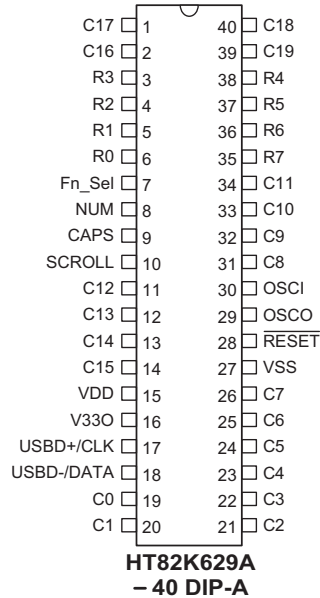 C17 1 40 C18
C16 2 39 C19
R3 3 38 R4
R2 4 37 R5
R1 5 36 R6
R0 6 35 R7
Fn_Sel 7 34 C11
NUM 8 33 C10
CAPS 9 32 C9
SCROLL 10 31 C8
C12 11 30 OSCI
C13 12 29 OSCO
C14 13 28 RESET
C15 14 27 VSS
VDD 15 26 C7
V33O 16 25 C6
USBD+/CLK 17 24 C5
USBD-/DATA 18 23 C4
C0 19 22 C3
C1 20 21 C2
HT82K629A
– 40 DIP-A